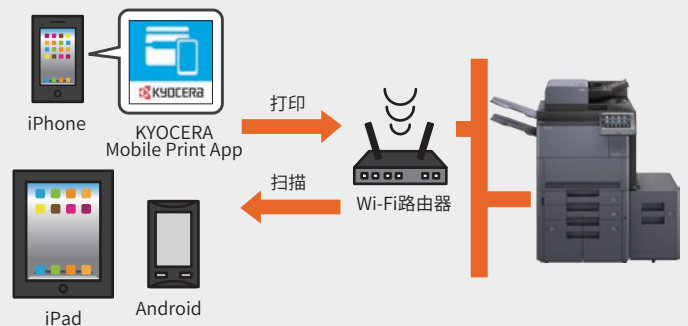 KYOCERA
iPhone
KYOCERA
Mobile Print App
打印
扫描
Wi-Fi路由器
Android
iPad